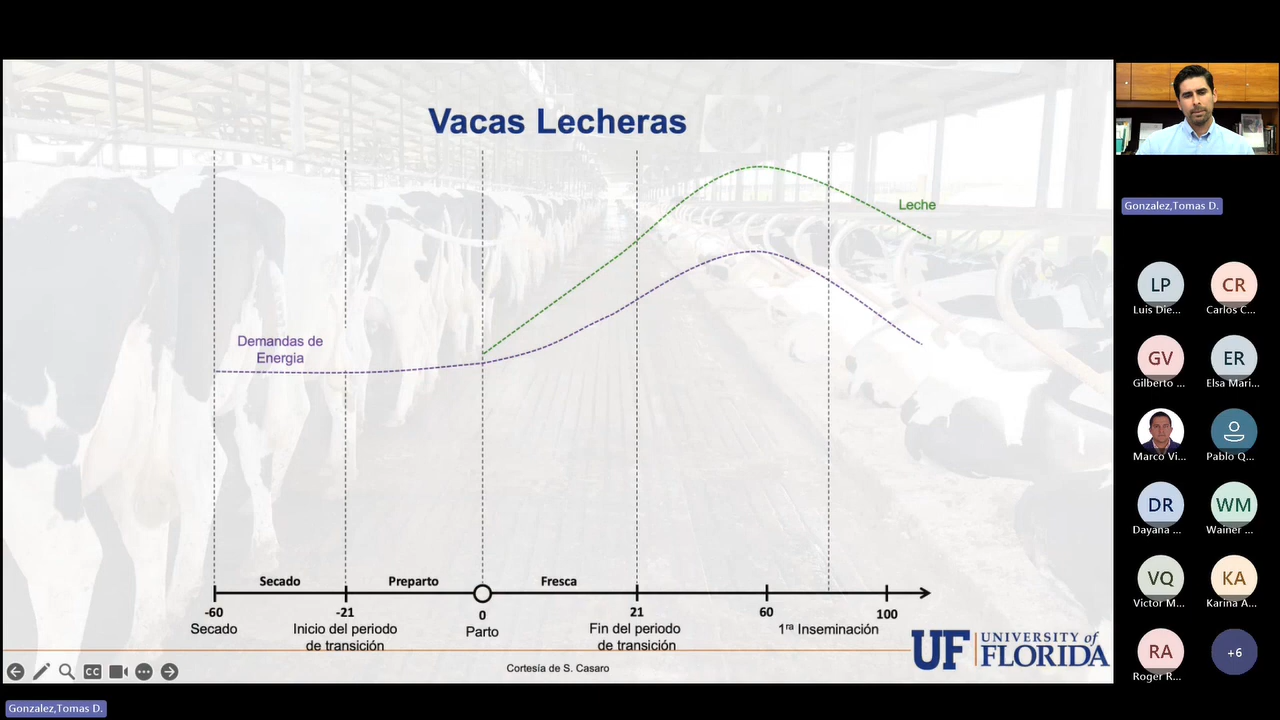 Vacas Lecheras
Leche
Demandas de
Energia
Secado
Preparto
Fresca
-60
-21
0
21
60
100
Secado
Inicio del periodo
de transición
Parto
Fin del periodo
de transición
1ra Inseminación
UF UNIVERSITY of
FLORIDA
Cortesía de S. Casaro
CC
Gonzalez,Tomas D.
Gonzalez,Tomas D.
LP
CR
Luis Die...
Carlos C...
GV
ER
Gilberto ...
Elsa Mari...
Marco Vi...
Pablo Q...
DR
WM
Dayana ...
Wainer ...
VQ
KA
Victor M...
Karina A...
RA
+6
Roger R...